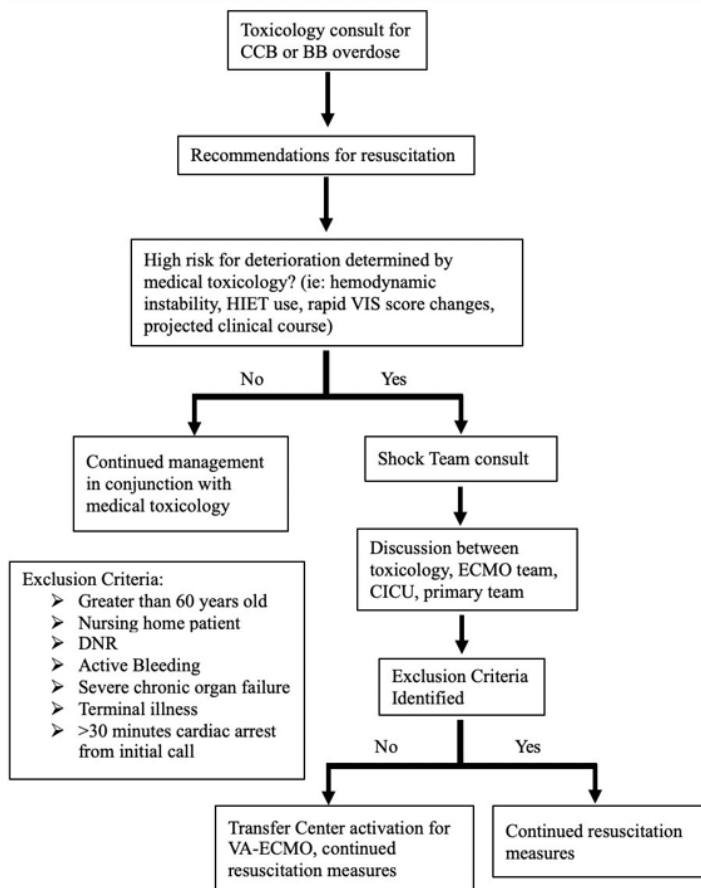 Toxicology consult for
CCB or BB overdose
Recommendations for resuscitation
High risk for deterioration determined by
medical toxicology? (ie: hemodynamic
instability, HIET use, rapid VIS score changes,
projected clinical course)
No
Yes
Continued management
in conjunction with
medical toxicology
Shock Team consult
Discussion between
toxicology, ECMO team,
CICU, primary team
Exclusion Criteria:
➢ Greater than 60 years old
➢ Nursing home patient
➢ DNR
➢ Active Bleeding
➢ Severe chronic organ failure
➢ Terminal illness
➢ >30 minutes cardiac arrest
from initial call
Exclusion Criteria
Identified
No
Yes
Transfer Center activation for
VA-ECMO, continued
resuscitation measures
Continued resuscitation
measures